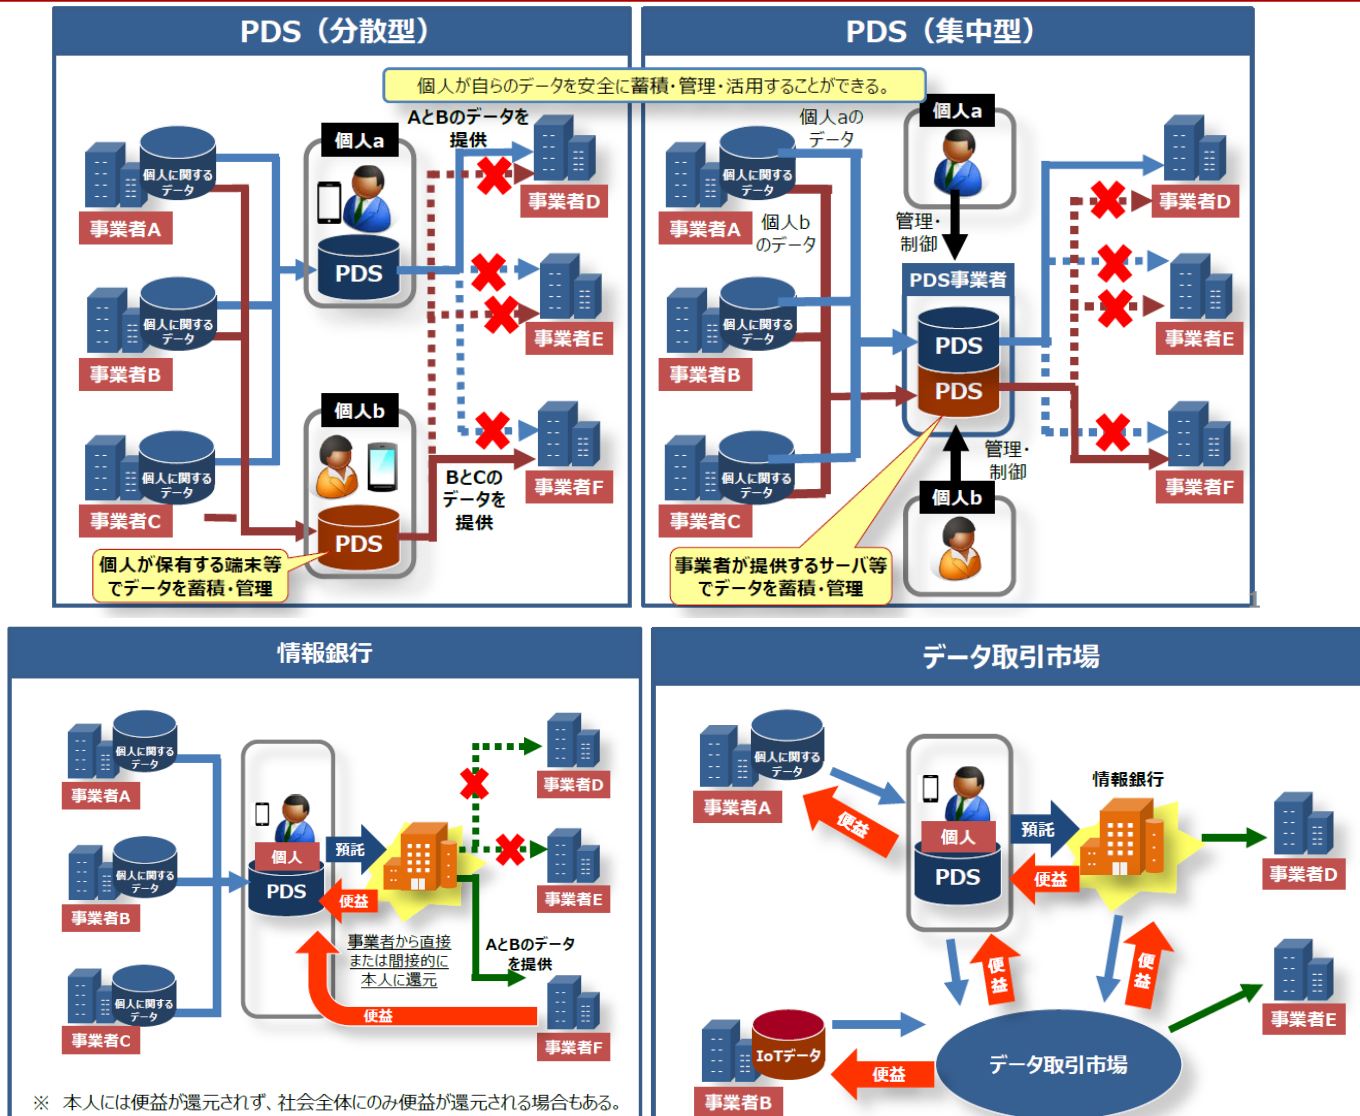 PDS（分散型）
個人が自らのデータを安全に蓄積・管理・活用することができる。
個人に関する
データ
事業者A
個人に関する
データ
事業者B
個人に関する
データ
事業者C
個人a
PDS
AとBのデータを
提供
個人b
PDS
BとCの
データを
提供
事業者D
事業者E
事業者F
個人が保有する端末等
でデータを蓄積・管理
PDS（集中型）
個人に関する
データ
事業者A
個人に関する
データ
事業者B
個人に関する
データ
事業者C
個人aの
データ
個人b
のデータ
個人a
管理・
制御
PDS事業者
PDS
PDS
管理・
制御
個人b
事業者D
事業者E
事業者F
事業者が提供するサーバ等
でデータを蓄積・管理
1
情報銀行
個人に関する
データ
事業者A
個人に関する
データ
事業者B
個人に関する
データ
事業者C
個人
PDS
預託
便益
事業者から直接
または間接的に
本人に還元
便益
AとBのデータ
を提供
事業者D
事業者E
事業者F
※ 本人には便益が還元されず、社会全体にのみ便益が還元される場合もある。
データ取引市場
個人に関する
データ
事業者A
便益
個人
PDS
預託
便益
情報銀行
事業者D
便益
便益
事業者E
IoTデータ
事業者B
便益
データ取引市場